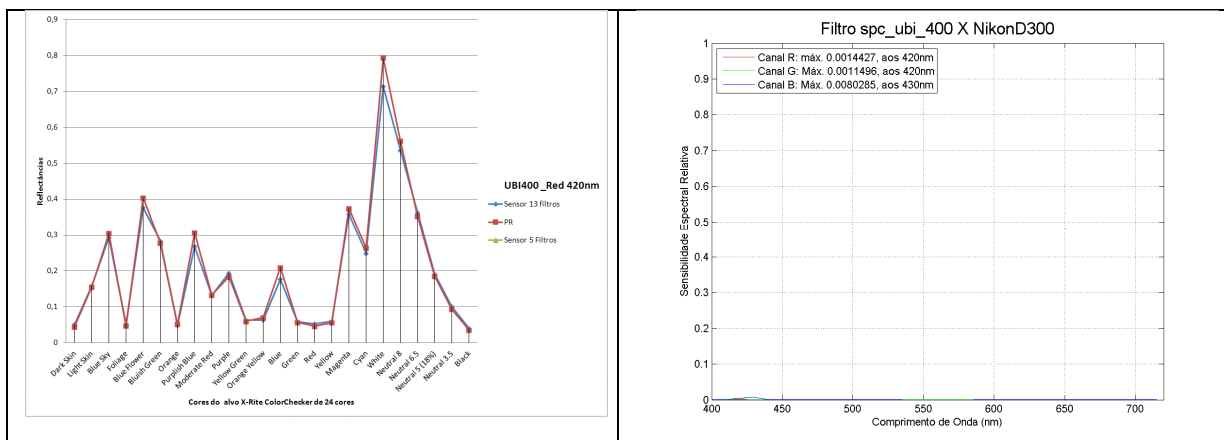 0,9
0,8
0,7
0,6
0,5
0,4
0,3
0,2
0,1
0
Reflectâncias
Dark Skin
Light Skin
Blue Sky
Foliage
Blue Flower
Bluish Green
Orange
Purplish Blue
Moderate Red
Purple
Yellow Green
Orange Yellow
Blue
Green
Red
Yellow
Magenta
Cyan
White
Neutral 8
Neutral 6.5
Neutral 5 (18%)
Neutral 3.5
Black
Cores do alvo X-Rite ColorChecker de 24 cores
UBI400_Red 420nm
Sensor 13 filtros
PR
Sensor 5 Filtros
Filtro spc_ubi_400 X NikonD300
Canal R: máx. 0.0014427, aos 420nm
Canal G: Máx. 0.0011496, aos 420nm
Canal B: Máx. 0.0080285, aos 430nm
1
0.9
0.8
0.7
0.6
0.5
0.4
0.3
0.2
0.1
0
Sensibilidade Espectral Relativa
400
450
500
550
600
650
700
Comprimento de Onda (nm)